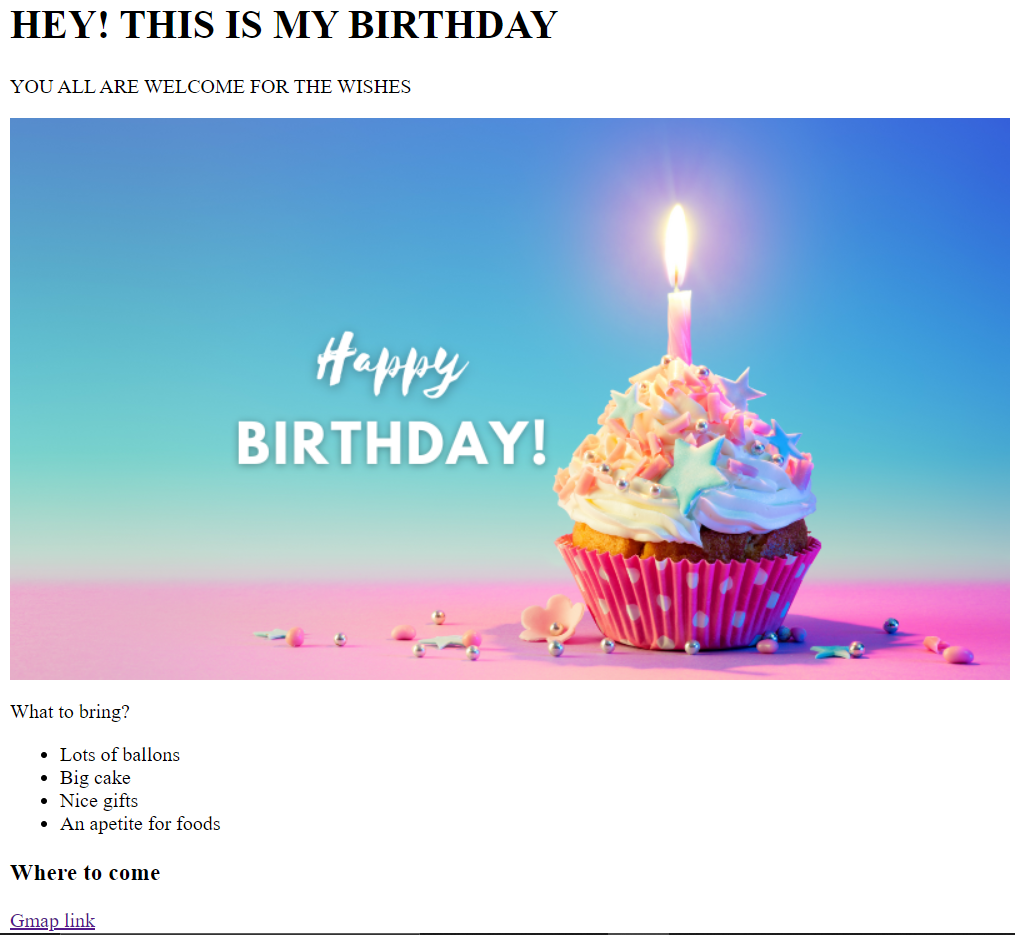 HEY! THIS IS MY BIRTHDAY
YOU ALL ARE WELCOME FOR THE WISHES
Happy
BIRTHDAY!
What to bring?
Lots of ballons
Big cake
Nice gifts
An apetite for foods
Where to come
Gmap link